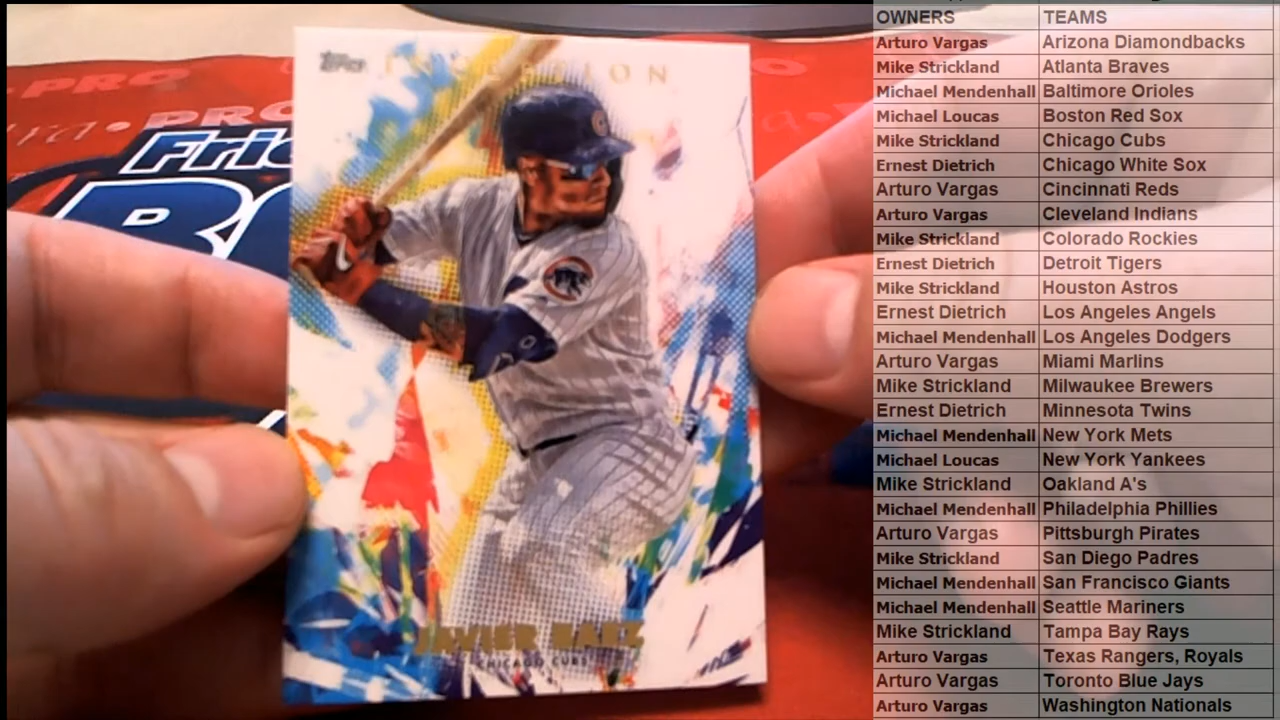 Topps INCEPTION
PRO
PRO
Fri
JAVIER BAEZ
CHICAGO CUBS
OWNERS TEAMS
Arturo Vargas Arizona Diamondbacks
Mike Strickland Atlanta Braves
Michael Mendenhall Baltimore Orioles
Michael Loucas Boston Red Sox
Mike Strickland Chicago Cubs
Ernest Dietrich Chicago White Sox
Arturo Vargas Cincinnati Reds
Arturo Vargas Cleveland Indians
Mike Strickland Colorado Rockies
Ernest Dietrich Detroit Tigers
Mike Strickland Houston Astros
Ernest Dietrich Los Angeles Angels
Michael Mendenhall Los Angeles Dodgers
Arturo Vargas Miami Marlins
Mike Strickland Milwaukee Brewers
Ernest Dietrich Minnesota Twins
Michael Mendenhall New York Mets
Michael Loucas New York Yankees
Mike Strickland Oakland A's
Michael Mendenhall Philadelphia Phillies
Arturo Vargas Pittsburgh Pirates
Mike Strickland San Diego Padres
Michael Mendenhall San Francisco Giants
Michael Mendenhall Seattle Mariners
Mike Strickland Tampa Bay Rays
Arturo Vargas Texas Rangers, Royals
Arturo Vargas Toronto Blue Jays
Arturo Vargas Washington Nationals